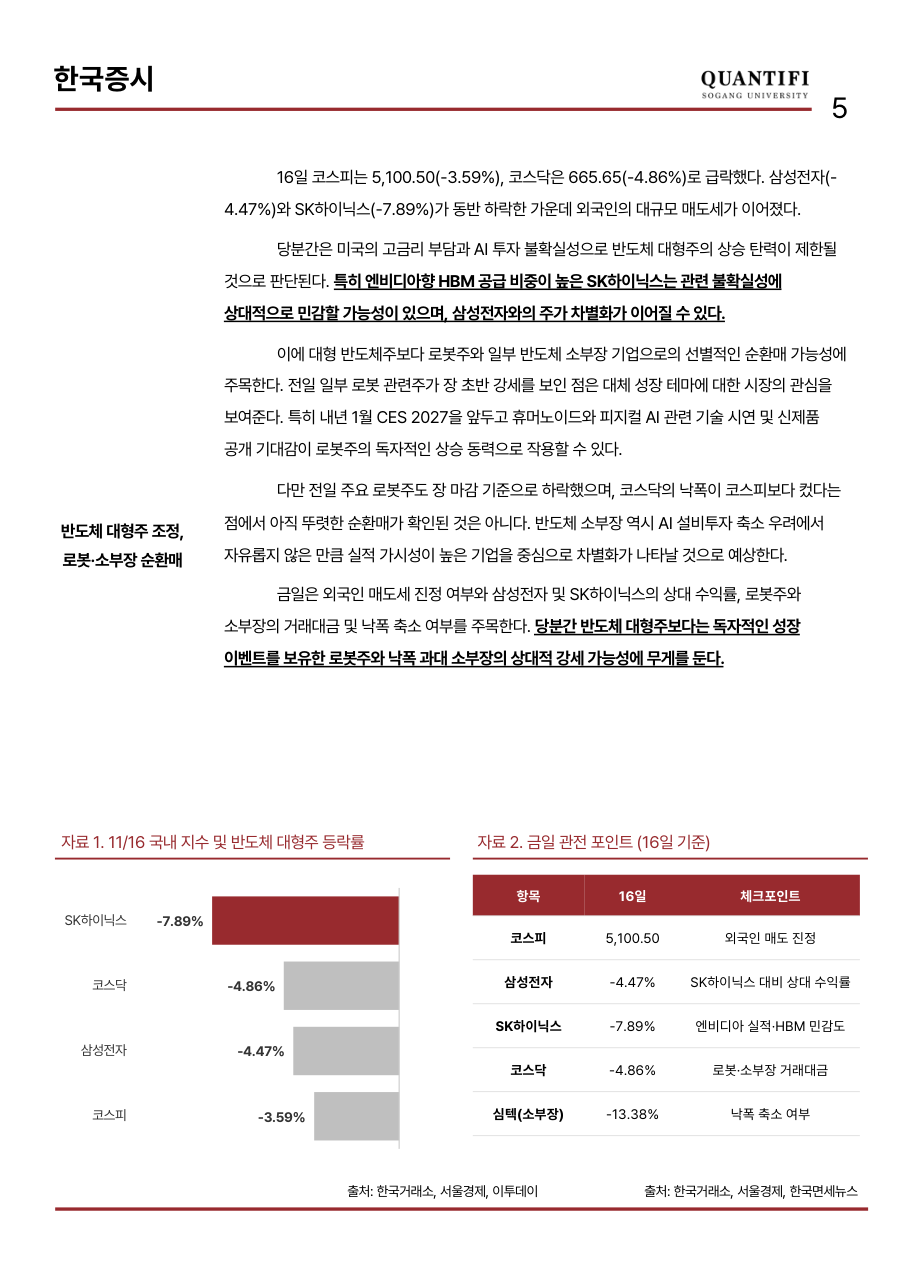 한국증시
QUANTIFI
SOGANG UNIVERSITY
5
16일 코스피는 5,100.50(-3.59%), 코스닥은 665.65(-4.86%)로 급락했다. 삼성전자(-
4.47%)와 SK하이닉스(-7.89%)가 동반 하락한 가운데 외국인의 대규모 매도세가 이어졌다.
당분간은 미국의 고금리 부담과 AI 투자 불확실성으로 반도체 대형주의 상승 탄력이 제한될
것으로 판단된다. 특히 엔비디아향 HBM 공급 비중이 높은 SK하이닉스는 관련 불확실성에
상대적으로 민감할 가능성이 있으며, 삼성전자와의 주가 차별화가 이어질 수 있다.
이에 대형 반도체주보다 로봇주와 일부 반도체 소부장 기업으로의 선별적인 순환매 가능성에
주목한다. 전일 일부 로봇 관련주가 장 초반 강세를 보인 점은 대체 성장 테마에 대한 시장의 관심을
보여준다. 특히 내년 1월 CES 2027을 앞두고 휴머노이드와 피지컬 AI 관련 기술 시연 및 신제품
공개 기대감이 로봇주의 독자적인 상승 동력으로 작용할 수 있다.
다만 전일 주요 로봇주도 장 마감 기준으로 하락했으며, 코스닥의 낙폭이 코스피보다 컸다는
점에서 아직 뚜렷한 순환매가 확인된 것은 아니다. 반도체 소부장 역시 AI 설비투자 축소 우려에서
자유롭지 않은 만큼 실적 가시성이 높은 기업을 중심으로 차별화가 나타날 것으로 예상한다.
금일은 외국인 매도세 진정 여부와 삼성전자 및 SK하이닉스의 상대 수익률, 로봇주와
소부장의 거래대금 및 낙폭 축소 여부를 주목한다. 당분간 반도체 대형주보다는 독자적인 성장
이벤트를 보유한 로봇주와 낙폭 과대 소부장의 상대적 강세 가능성에 무게를 둔다.
반도체 대형주 조정,
로봇·소부장 순환매
자료 1. 11/16 국내 지수 및 반도체 대형주 등락률
SK하이닉스 -7.89%
코스닥 -4.86%
삼성전자 -4.47%
코스피 -3.59%
출처: 한국거래소, 서울경제, 이투데이
자료 2. 금일 관전 포인트 (16일 기준)
항목 16일 체크포인트
코스피 5,100.50 외국인 매도 진정
삼성전자 -4.47% SK하이닉스 대비 상대 수익률
SK하이닉스 -7.89% 엔비디아 실적·HBM 민감도
코스닥 -4.86% 로봇·소부장 거래대금
심텍(소부장) -13.38% 낙폭 축소 여부
출처: 한국거래소, 서울경제, 한국면세뉴스